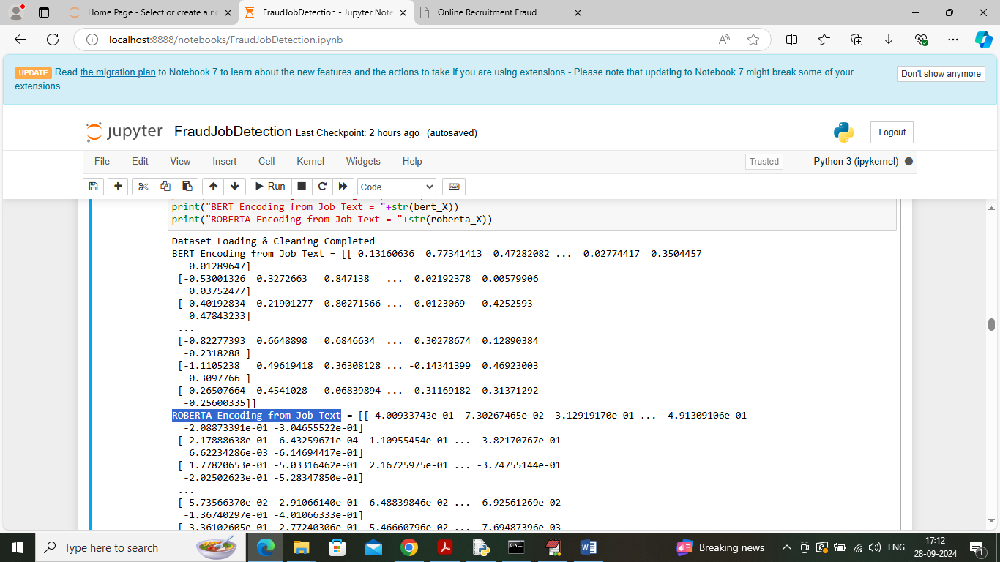 Home Page - Select or create a no
FraudJobDetection - Jupyter Note
Online Recruitment Fraud
localhost:8888/notebooks/FraudJobDetection.ipynb
UPDATE Read the migration plan to Notebook 7 to learn about the new features and the actions to take if you are using extensions - Please note that updating to Notebook 7 might break some of your
extensions.
Don't show anymore
jupyter FraudJobDetection Last Checkpoint: 2 hours ago (autosaved)
Logout
File Edit View Insert Cell Kernel Widgets Help
Trusted Python 3 (ipykernel)
Run Code
print("BERT Encoding from Job Text = "+str(bert_X))
print("ROBERTA Encoding from Job Text = "+str(roberta_X))
Dataset Loading & Cleaning Completed
BERT Encoding from Job Text = [[ 0.13160636 0.77341413 0.47282082 ... 0.02774417 0.3504457
0.01289647]
[-0.53001326 0.3272663 0.847138 ... 0.02192378 0.00579906
0.03752477]
[-0.40192834 0.21901277 0.80271566 ... 0.0123069 0.4252593
0.47843233]
...
[-0.82277393 0.6648898 0.6846634 ... 0.30278674 0.12890384
-0.2318288 ]
[-1.1105238 0.49619418 0.36308128 ... -0.14341399 0.46923003
0.3097766 ]
[ 0.26507664 0.4541028 0.06839894 ... -0.31169182 0.31371292
-0.25600335]]
ROBERTA Encoding from Job Text = [[ 4.00933743e-01 -7.30267465e-02 3.12919170e-01 ... -4.91309106e-01
-2.08873391e-01 -3.04655522e-01]
[ 2.17888638e-01 6.43259671e-04 -1.10955454e-01 ... -3.82170767e-01
6.62234286e-03 -6.14694417e-01]
[ 1.77820653e-01 -5.03316462e-01 2.16725975e-01 ... -3.74755144e-01
-2.02502623e-01 -5.28347850e-01]
...
[-5.73566370e-02 2.91066140e-01 6.48839846e-02 ... -6.92561269e-02
-1.36740297e-01 -4.01066333e-01]
[ 3.36102605e-01 2.77240306e-01 -5.46660796e-02 ... 7.69487396e-03
Type here to search
Breaking news
ENG
17:12
28-09-2024
1